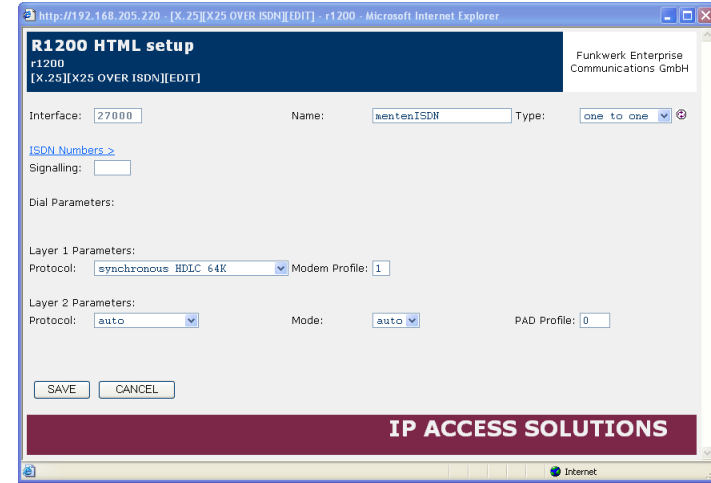 http://192.168.205.220 - [X.25][X25 OVER ISDN][EDIT] - r1200 - Microsoft Internet Explorer
R1200 HTML setup
r1200
[X.25][X25 OVER ISDN][EDIT]
Funkwerk Enterprise
Communications GmbH
Interface: 27000 Name: mentenISDN Type: one to one
ISDN Numbers >
Signalling:
Dial Parameters:
Layer 1 Parameters:
Protocol: synchronous HDLC 64K Modem Profile: 1
Layer 2 Parameters:
Protocol: auto Mode: auto PAD Profile: 0
SAVE CANCEL
IP ACCESS SOLUTIONS
Internet